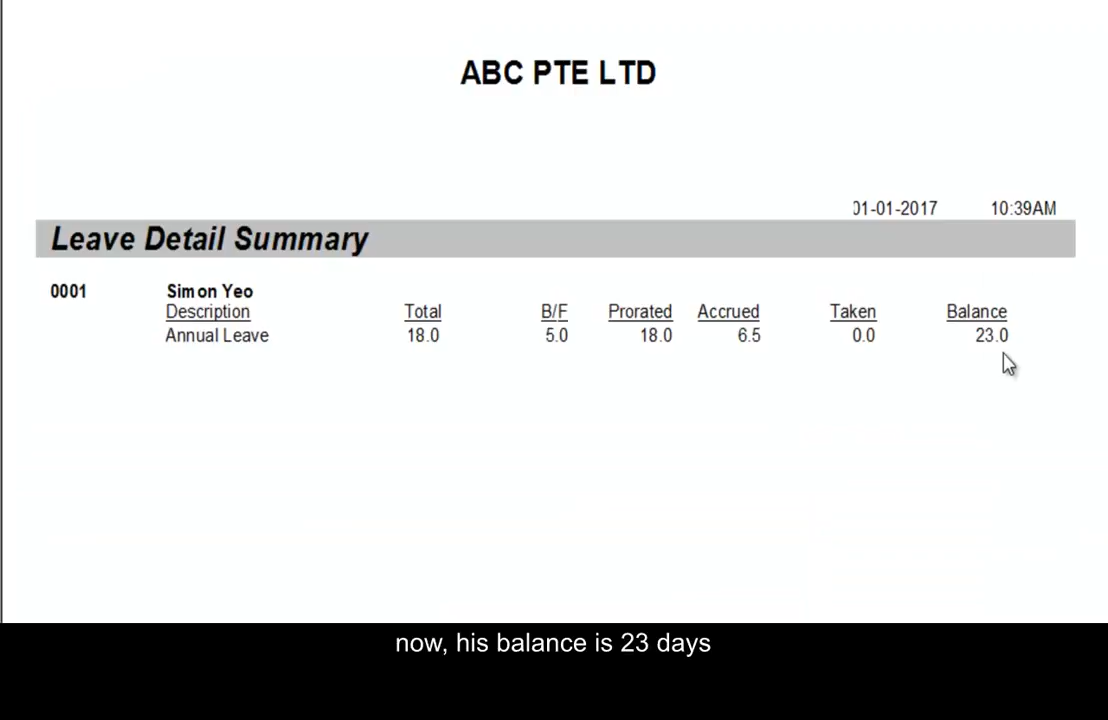 ABC PTE LTD
01-01-2017 10:39AM
Leave Detail Summary
0001 Simon Yeo
Description Total B/F Prorated Accrued Taken Balance
Annual Leave 18.0 5.0 18.0 6.5 0.0 23.0
now, his balance is 23 days